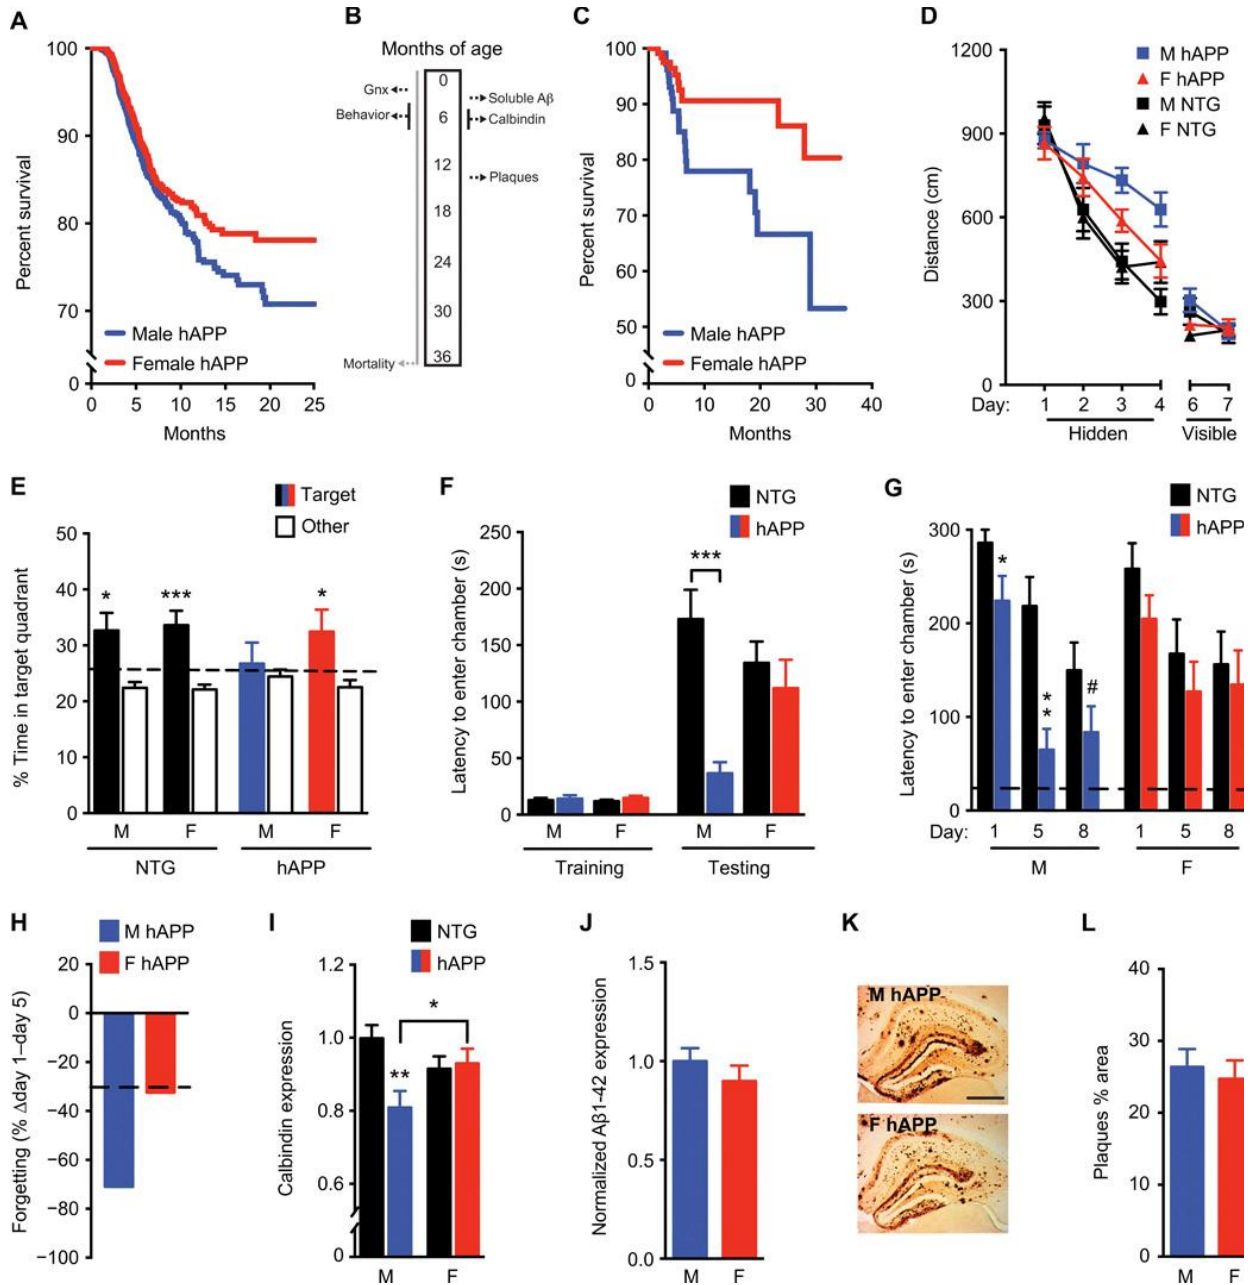 A
100
90
80
70
0
Percent survival
Male hAPP
Female hAPP
0 5 10 15 20 25
Months
B
Months of age
0
6
12
18
24
30
36
Gnx
Behavior
Mortality
Soluble Aβ
Calbindin
Plaques
C
100
90
80
70
60
50
0
Percent survival
Male hAPP
Female hAPP
0 10 20 30 40
Months
D
1200
900
600
300
0
Distance (cm)
M hAPP
F hAPP
M NTG
F NTG
Day: 1 2 3 4 6 7
Hidden Visible
E
Target
Other
50
40
30
20
10
0
% Time in target quadrant
* *** *
M F M F
NTG hAPP
F
NTG
hAPP
250
200
150
100
50
0
Latency to enter chamber (s)
***
M F M F
Training Testing
G
NTG
hAPP
300
200
100
0
Latency to enter chamber (s)
*
*
*
#
Day: 1 5 8 1 5 8
M F
H
M hAPP
F hAPP
20
0
−20
−40
−60
−80
−100
Forgetting (% Δday 1–day 5)
I
NTG
hAPP
1.2
1.0
0.8
0.6
0
Calbindin expression
*
**
M F
J
1.5
1.0
0.5
0.0
Normalized Aβ1-42 expression
M F
K
M hAPP
F hAPP
L
40
30
20
10
0
Plaques % area
M F